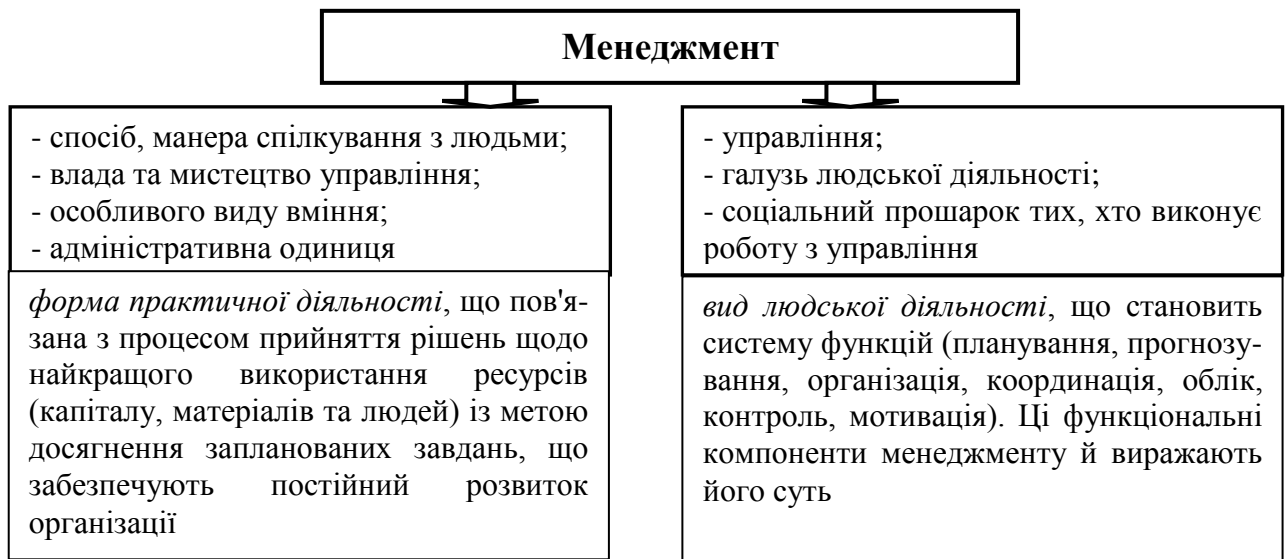 Менеджмент
- спосіб, манера спілкування з людьми;
- влада та мистецтво управління;
- особливого виду вміння;
- адміністративна одиниця
форма практичної діяльності, що пов'я-
зана з процесом прийняття рішень щодо
найкращого використання ресурсів
(капіталу, матеріалів та людей) із метою
досягнення запланованих завдань, що
забезпечують постійний розвиток
організації
- управління;
- галузь людської діяльності;
- соціальний прошарок тих, хто виконує
роботу з управління
вид людської діяльності, що становить
систему функцій (планування, прогнозу-
вання, організація, координація, облік,
контроль, мотивація). Ці функціональні
компоненти менеджменту й виражають
його суть